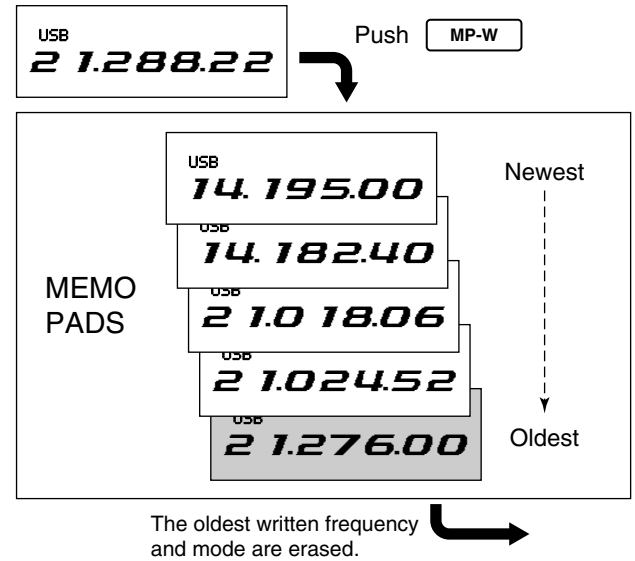 USB
21.288.22
Push MP-W
USB
14.195.00
Newest
USB
14.182.40
MEMO
PADS
USB
21.018.06
USB
21.024.52
USB
21.276.00
Oldest
The oldest written frequency
and mode are erased.